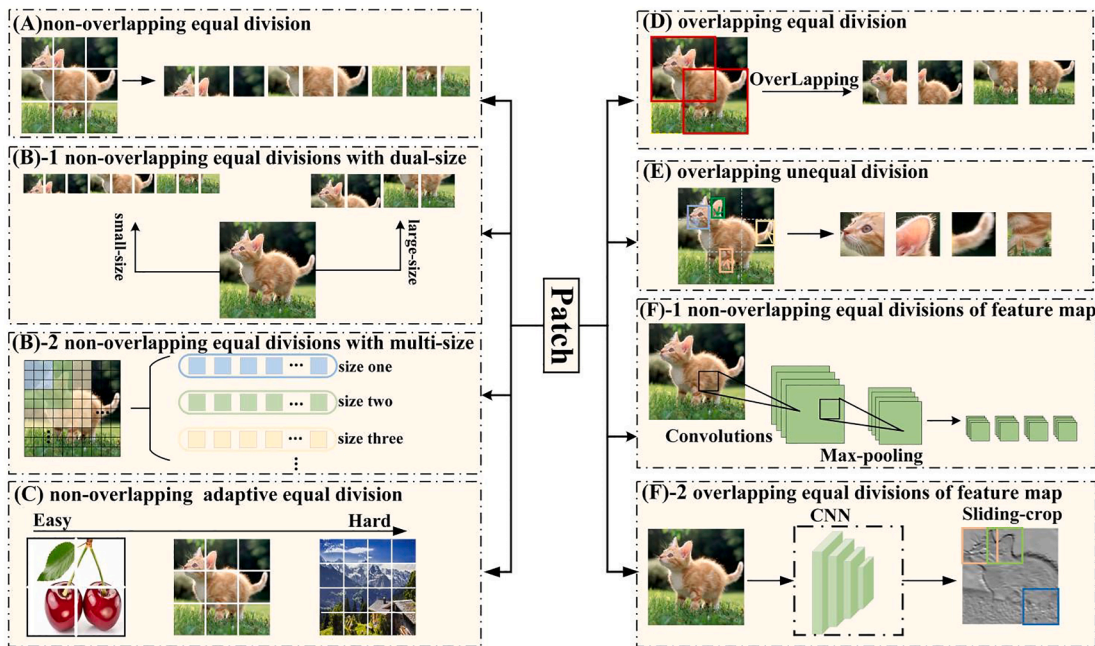 (A)non-overlapping equal division
(B)-1 non-overlapping equal divisions with dual-size
small-size
large-size
(B)-2 non-overlapping equal divisions with multi-size
size one
size two
size three
(C) non-overlapping adaptive equal division
Easy
Hard
Patch
(D) overlapping equal division
OverLapping
(E) overlapping unequal division
(F)-1 non-overlapping equal divisions of feature map
Convolutions
Max-pooling
(F)-2 overlapping equal divisions of feature map
CNN
Sliding-crop